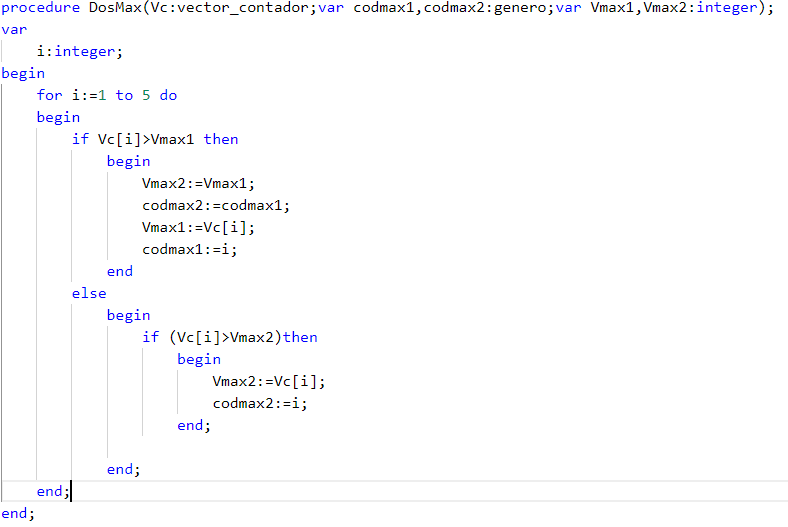 procedure DosMax(Vc:vector_contador;var codmax1,codmax2:genero;var Vmax1,Vmax2:integer);
var
    i:integer;
begin
    for i:=1 to 5 do
    begin
        if Vc[i]>Vmax1 then
            begin
                Vmax2:=Vmax1;
                codmax2:=codmax1;
                Vmax1:=Vc[i];
                codmax1:=i;
            end
        else
            begin
                if (Vc[i]>Vmax2)then
                    begin
                        Vmax2:=Vc[i];
                        codmax2:=i;
                    end;
            end;
    end;
end;